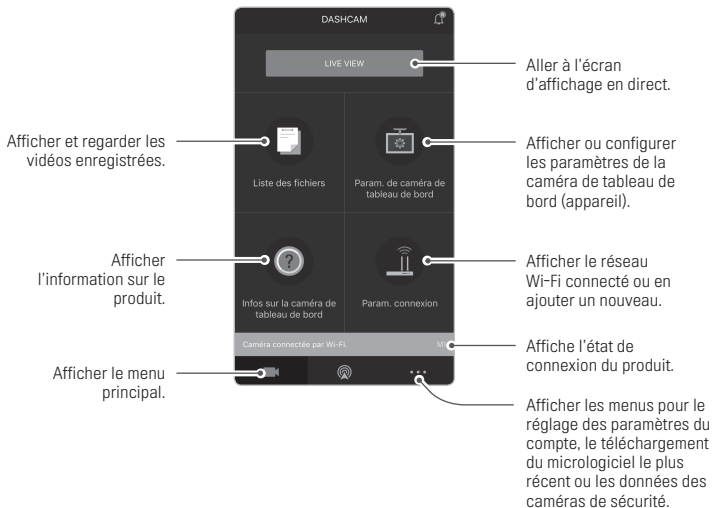 DASHCAM
LIVE VIEW
Aller à l'écran
d'affichage en direct.
Afficher et regarder les
vidéos enregistrées.
Liste des fichiers
Param. de caméra de
tableau de bord
Afficher ou configurer
les paramètres de la
caméra de tableau de
bord (appareil).
Afficher
l'information sur le
produit.
Infos sur la caméra de
tableau de bord
Param. connexion
Afficher le réseau
Wi-Fi connecté ou en
ajouter un nouveau.
Caméra connectée par Wi-Fi.
Affiche l'état de
connexion du produit.
Afficher le menu
principal.
Afficher les menus pour le
réglage des paramètres du
compte, le téléchargement
du micrologiciel le plus
récent ou les données des
caméras de sécurité.